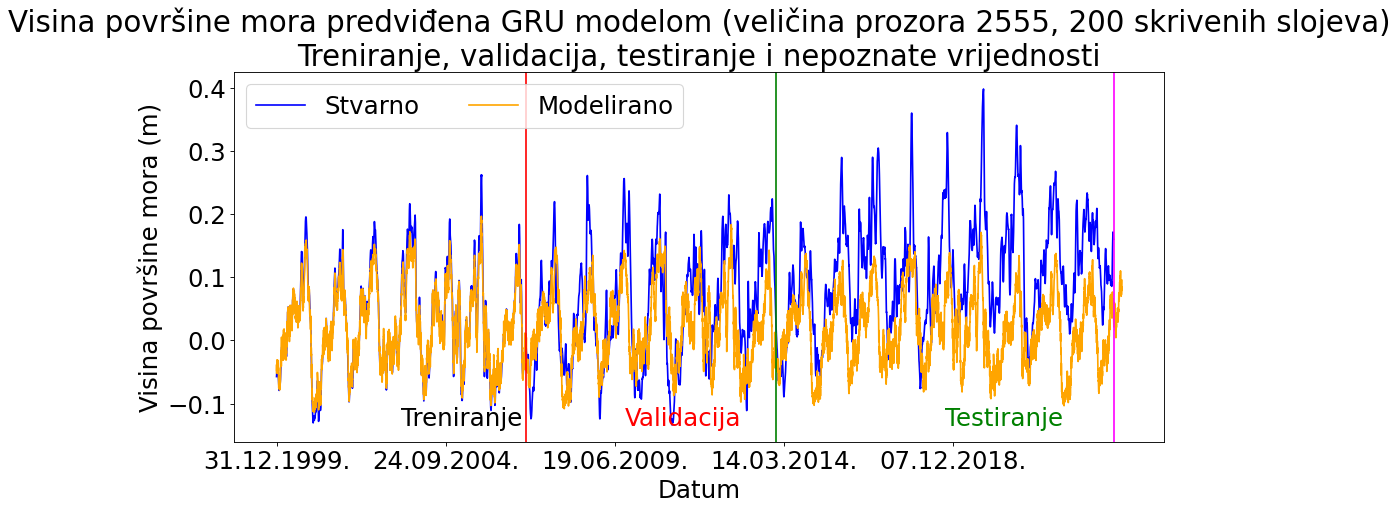 Visina površine mora predviđena GRU modelom (veličina prozora 2555, 200 skrivenih slojeva)
Treniranje, validacija, testiranje i nepoznate vrijednosti
Stvarno
Modelirano
Visina površine mora (m)
0.4
0.3
0.2
0.1
0.0
−0.1
Treniranje
Validacija
Testiranje
31.12.1999.
24.09.2004.
19.06.2009.
14.03.2014.
07.12.2018.
Datum